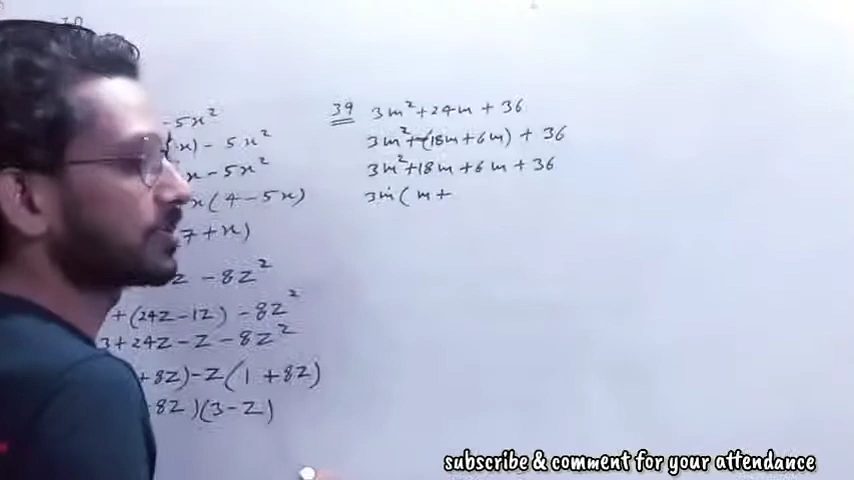 -5x²
x) - 5x²
x - 5x²
x(4-5x)
7+x)
z - 8z²
+(24z-1z) - 8z²
3+24z-z-8z²
+8z)-z(1+8z)
8z)(3-z)
39 3m²+24m+36
3m²+(18m+6m)+36
3m²+18m+6m+36
3m(m+
subscribe & comment for your attendance